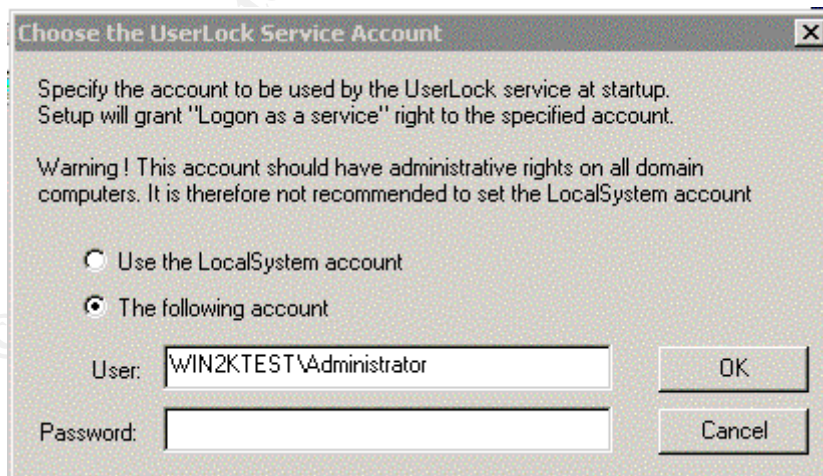 Choose the UserLock Service Account
Specify the account to be used by the UserLock service at startup.
Setup will grant "Logon as a service" right to the specified account.
Warning ! This account should have administrative rights on all domain
computers. It is therefore not recommended to set the LocalSystem account
Use the LocalSystem account
The following account
User: WIN2KTEST\Administrator OK
Password: Cancel